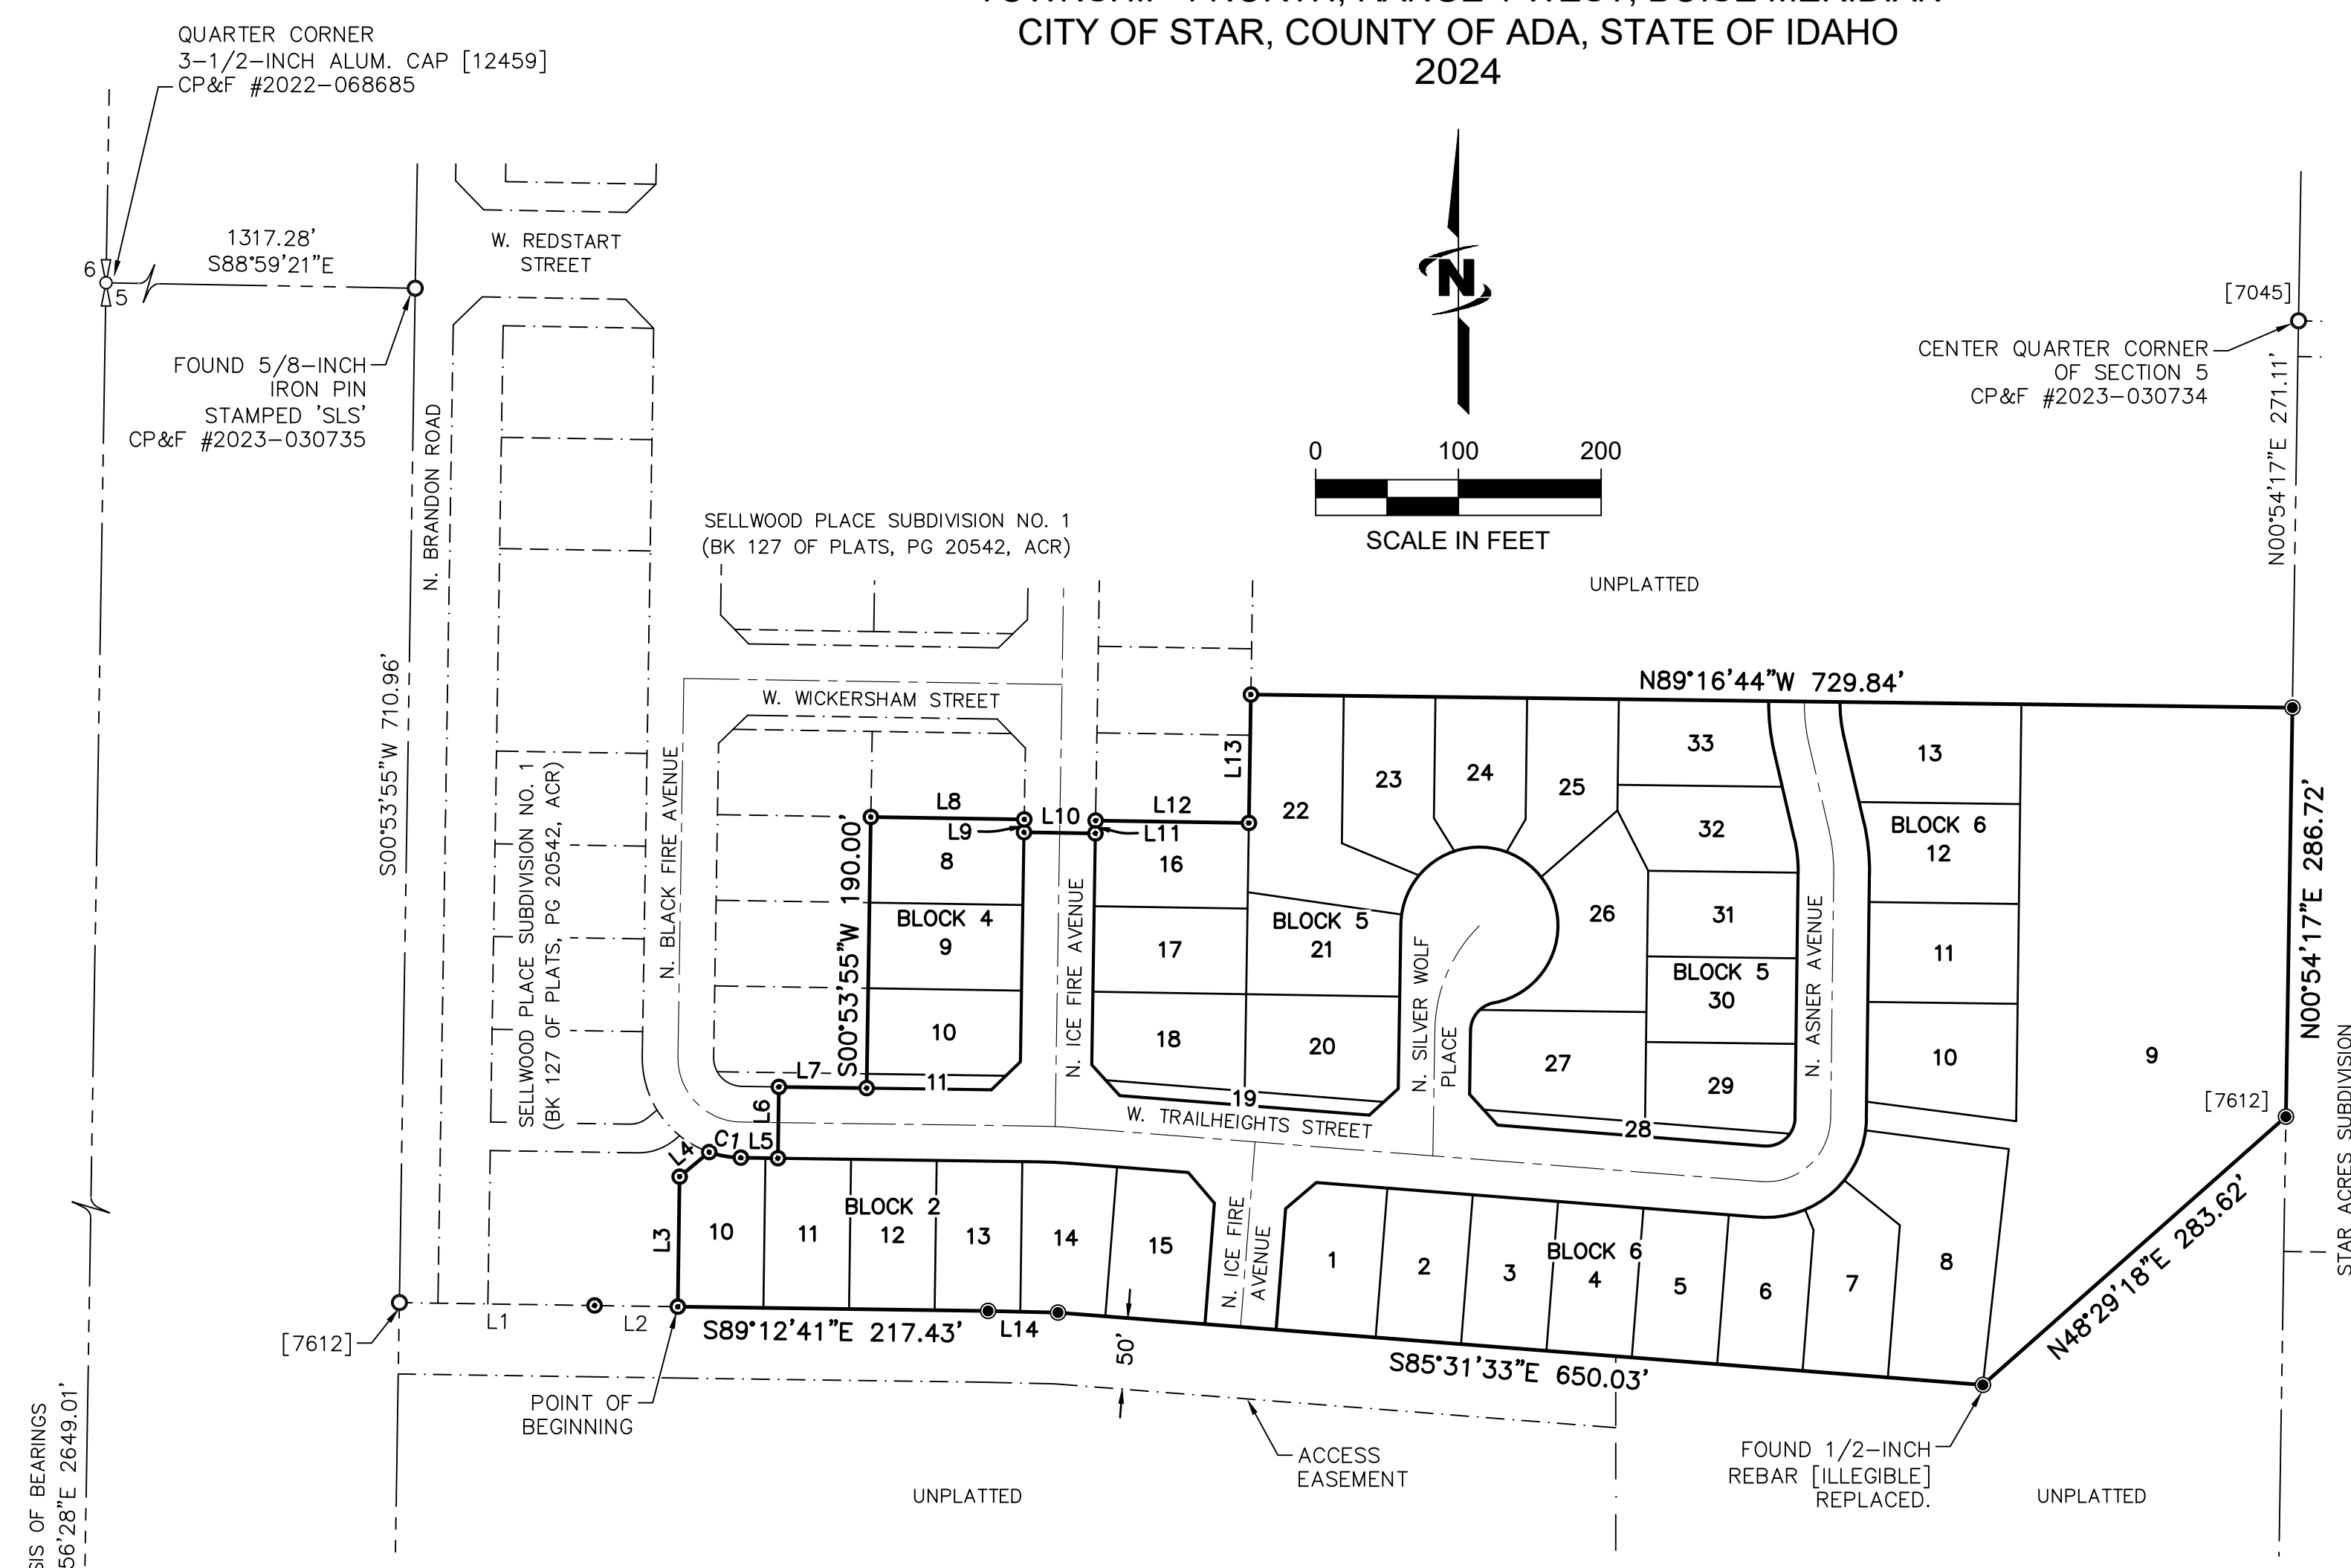 CITY OF STAR, COUNTY OF ADA, STATE OF IDAHO
2024
QUARTER CORNER
3-1/2-INCH ALUM. CAP [12459]
CP&F #2022-068685
1317.28'
S88°59'21"E
6
5
W. REDSTART
STREET
FOUND 5/8-INCH
IRON PIN
STAMPED 'SLS'
CP&F #2023-030735
N. BRANDON ROAD
S00°53'55"W 710.96'
N
0 100 200
SCALE IN FEET
[7045]
CENTER QUARTER CORNER
OF SECTION 5
CP&F #2023-030734
N00°54'17"E 271.11'
SELLWOOD PLACE SUBDIVISION NO. 1
(BK 127 OF PLATS, PG 20542, ACR)
UNPLATTED
N89°16'44"W 729.84'
W. WICKERSHAM STREET
N. BLACK FIRE AVENUE
SELLWOOD PLACE SUBDIVISION NO. 1
(BK 127 OF PLATS, PG 20542, ACR)
L13
L8
L9
L10
L11
L12
S00°53'55"W 190.00'
8
BLOCK 4
9
10
11
N. ICE FIRE AVENUE
16
17
18
19
20
BLOCK 5
21
22
23
24
25
26
27
28
29
BLOCK 5
30
31
32
33
N. SILVER WOLF
PLACE
N. ASNER AVENUE
13
BLOCK 6
12
11
10
9
N00°54'17"E 286.72'
[7612]
STAR ACRES SUBDIVISION
L7
L6
L5
C1
L4
L3
W. TRAILHEIGHTS STREET
10
11
BLOCK 2
12
13
14
15
N. ICE FIRE
AVENUE
1
2
3
BLOCK 6
4
5
6
7
8
N48°29'18"E 283.62'
L1
L2
[7612]
S89°12'41"E 217.43'
L14
50'
S85°31'33"E 650.03'
POINT OF
BEGINNING
ACCESS
EASEMENT
FOUND 1/2-INCH
REBAR [ILLEGIBLE]
REPLACED.
UNPLATTED
UNPLATTED
OF BEARINGS
56'28"E 2649.01'